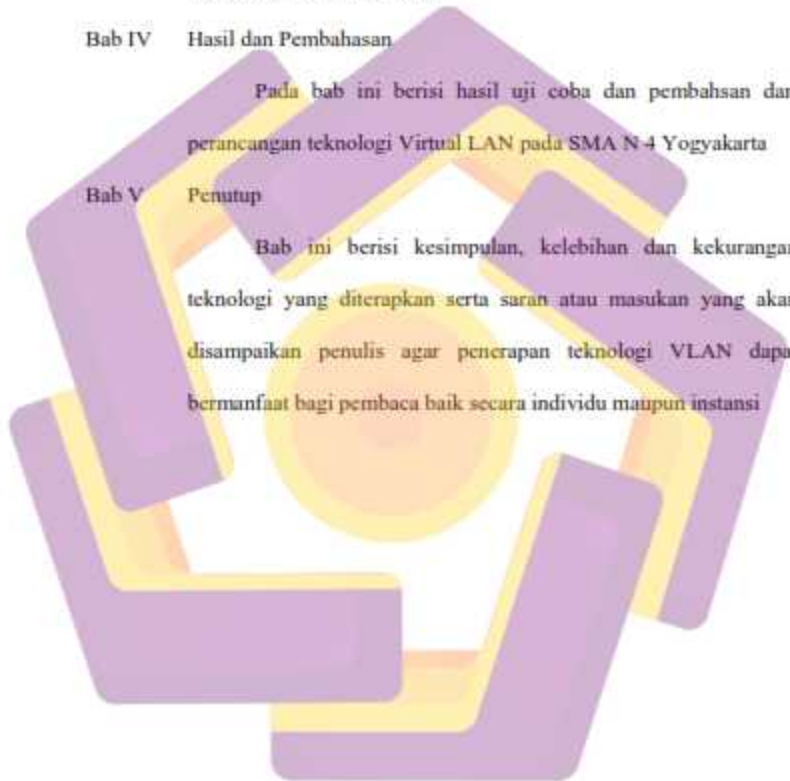 Bab IV Hasil dan Pembahasan
Pada bab ini berisi hasil uji coba dan pembahsan dar
perancangan teknologi Virtual LAN pada SMA N 4 Yogyakarta
Bab V Penutup
Bab ini berisi kesimpulan, kelebihan dan kekurangan
teknologi yang diterapkan serta saran atau masukan yang akan
disampaikan penulis agar penerapan teknologi VLAN dapa
bermanfaat bagi pembaca baik secara individu maupun instansi